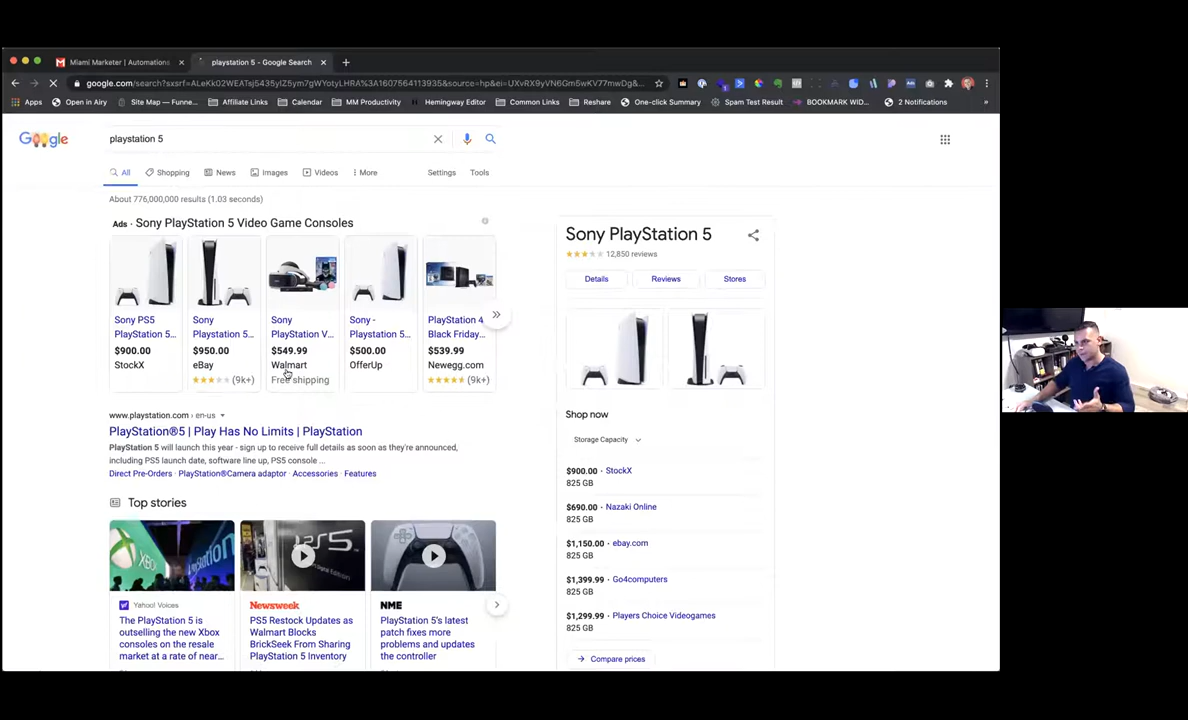 Miami Marketer | Automations
playstation 5 - Google Search
Apps
Open in Airy
Site Map — Funne...
Affiliate Links
Calendar
MM Productivity
Hemingway Editor
Common Links
Reshare
One-click Summary
Spam Test Result
BOOKMARK WID...
2 Notifications
playstation 5
All
Shopping
News
Images
Videos
More
Settings
Tools
About 776,000,000 results (1.03 seconds)
Ads · Sony PlayStation 5 Video Game Consoles
Sony PS5
PlayStation 5...
$900.00
StockX
Sony
Playstation 5...
$950.00
eBay
(9k+)
Sony
PlayStation V...
$549.99
Walmart
Free shipping
Sony -
Playstation 5...
$500.00
OfferUp
PlayStation 4
Black Friday...
$539.99
Newegg.com
(9k+)
www.playstation.com › en-us
PlayStation®5 | Play Has No Limits | PlayStation
PlayStation 5 will launch this year - sign up to receive full details as soon as they're announced,
including PS5 launch date, software line up, PS5 console ...
Direct Pre-Orders · PlayStation®Camera adaptor · Accessories · Features
Top stories
PS5
Yahoo! Voices
The PlayStation 5 is
outselling the new Xbox
consoles on the resale
market at a rate of near...
Newsweek
PS5 Restock Updates as
Walmart Blocks
BrickSeek From Sharing
PlayStation 5 Inventory
NME
PlayStation 5's latest
patch fixes more
problems and updates
the controller
Sony PlayStation 5
12,850 reviews
Details
Reviews
Stores
Shop now
Storage Capacity
$900.00 · StockX
825 GB
$690.00 · Nazaki Online
825 GB
$1,150.00 · ebay.com
825 GB
$1,399.99 · Go4computers
825 GB
$1,299.99 · Players Choice Videogames
825 GB
Compare prices